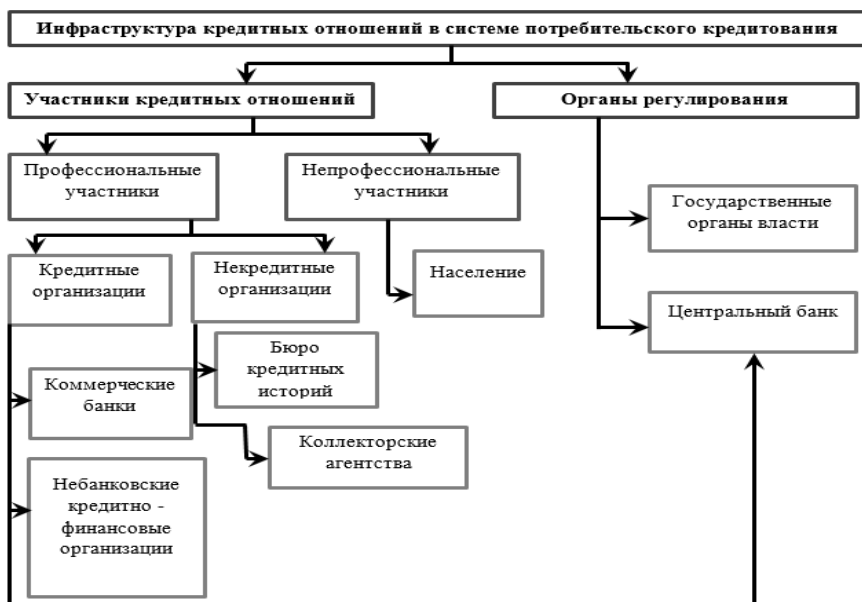 Инфраструктура кредитных отношений в системе потребительского кредитования
Участники кредитных отношений
Органы регулирования
Профессиональные
участники
Непрофессиональные
участники
Государственные
органы власти
Кредитные
организации
Некредитные
организации
Население
Центральный банк
Бюро
кредитных
историй
Коммерческие
банки
Коллекторские
агентства
Небанковские
кредитно -
финансовые
организации